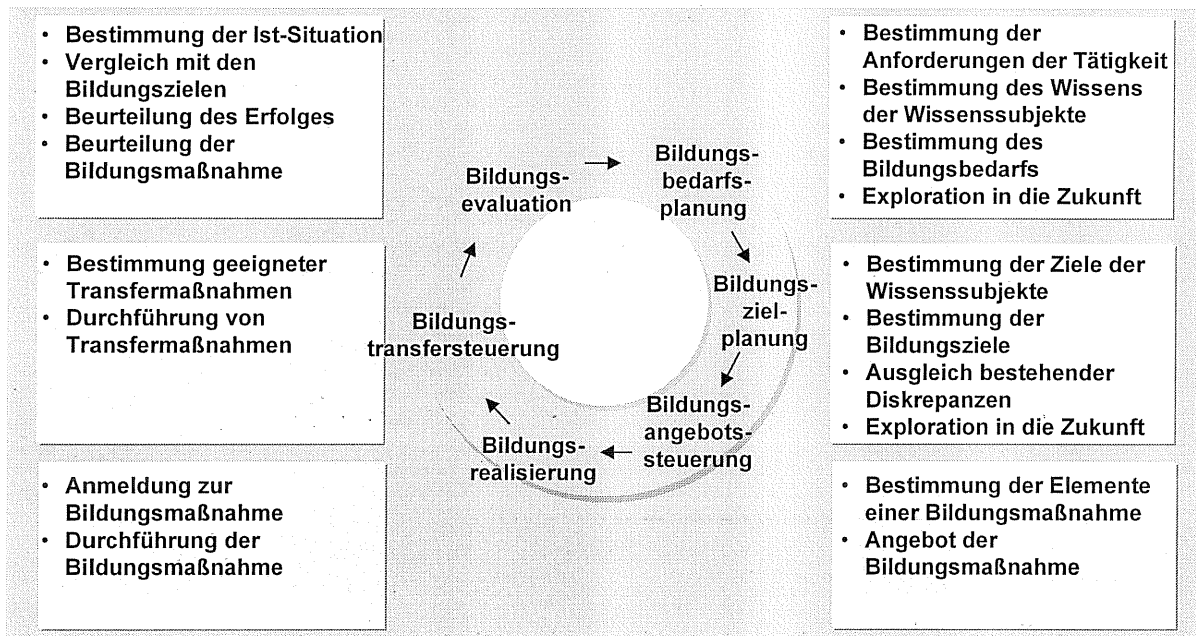 • Bestimmung der Ist-Situation
• Vergleich mit den
Bildungszielen
• Beurteilung des Erfolges
• Beurteilung der
Bildungsmaßnahme
• Bestimmung geeigneter
Transfermaßnahmen
• Durchführung von
Transfermaßnahmen
• Anmeldung zur
Bildungsmaßnahme
• Durchführung der
Bildungsmaßnahme
Bildungs-
evaluation
Bildungs-
bedarfs-
planung
Bildungs-
ziel-
planung
Bildungs-
angebots-
steuerung
Bildungs-
realisierung
Bildungs-
transfersteuerung
• Bestimmung der
Anforderungen der Tätigkeit
• Bestimmung des Wissens
der Wissenssubjekte
• Bestimmung des
Bildungsbedarfs
• Exploration in die Zukunft
• Bestimmung der Ziele der
Wissenssubjekte
• Bestimmung der
Bildungsziele
• Ausgleich bestehender
Diskrepanzen
• Exploration in die Zukunft
• Bestimmung der Elemente
einer Bildungsmaßnahme
• Angebot der
Bildungsmaßnahme